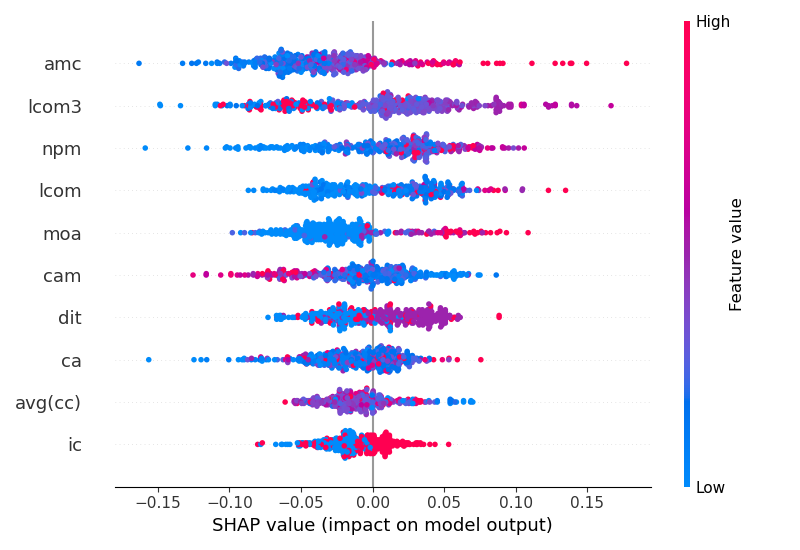 High
amc
lcom3
npm
lcom
moa
cam
dit
ca
avg(cc)
ic
Feature value
Low
−0.15 −0.10 −0.05 0.00 0.05 0.10 0.15
SHAP value (impact on model output)